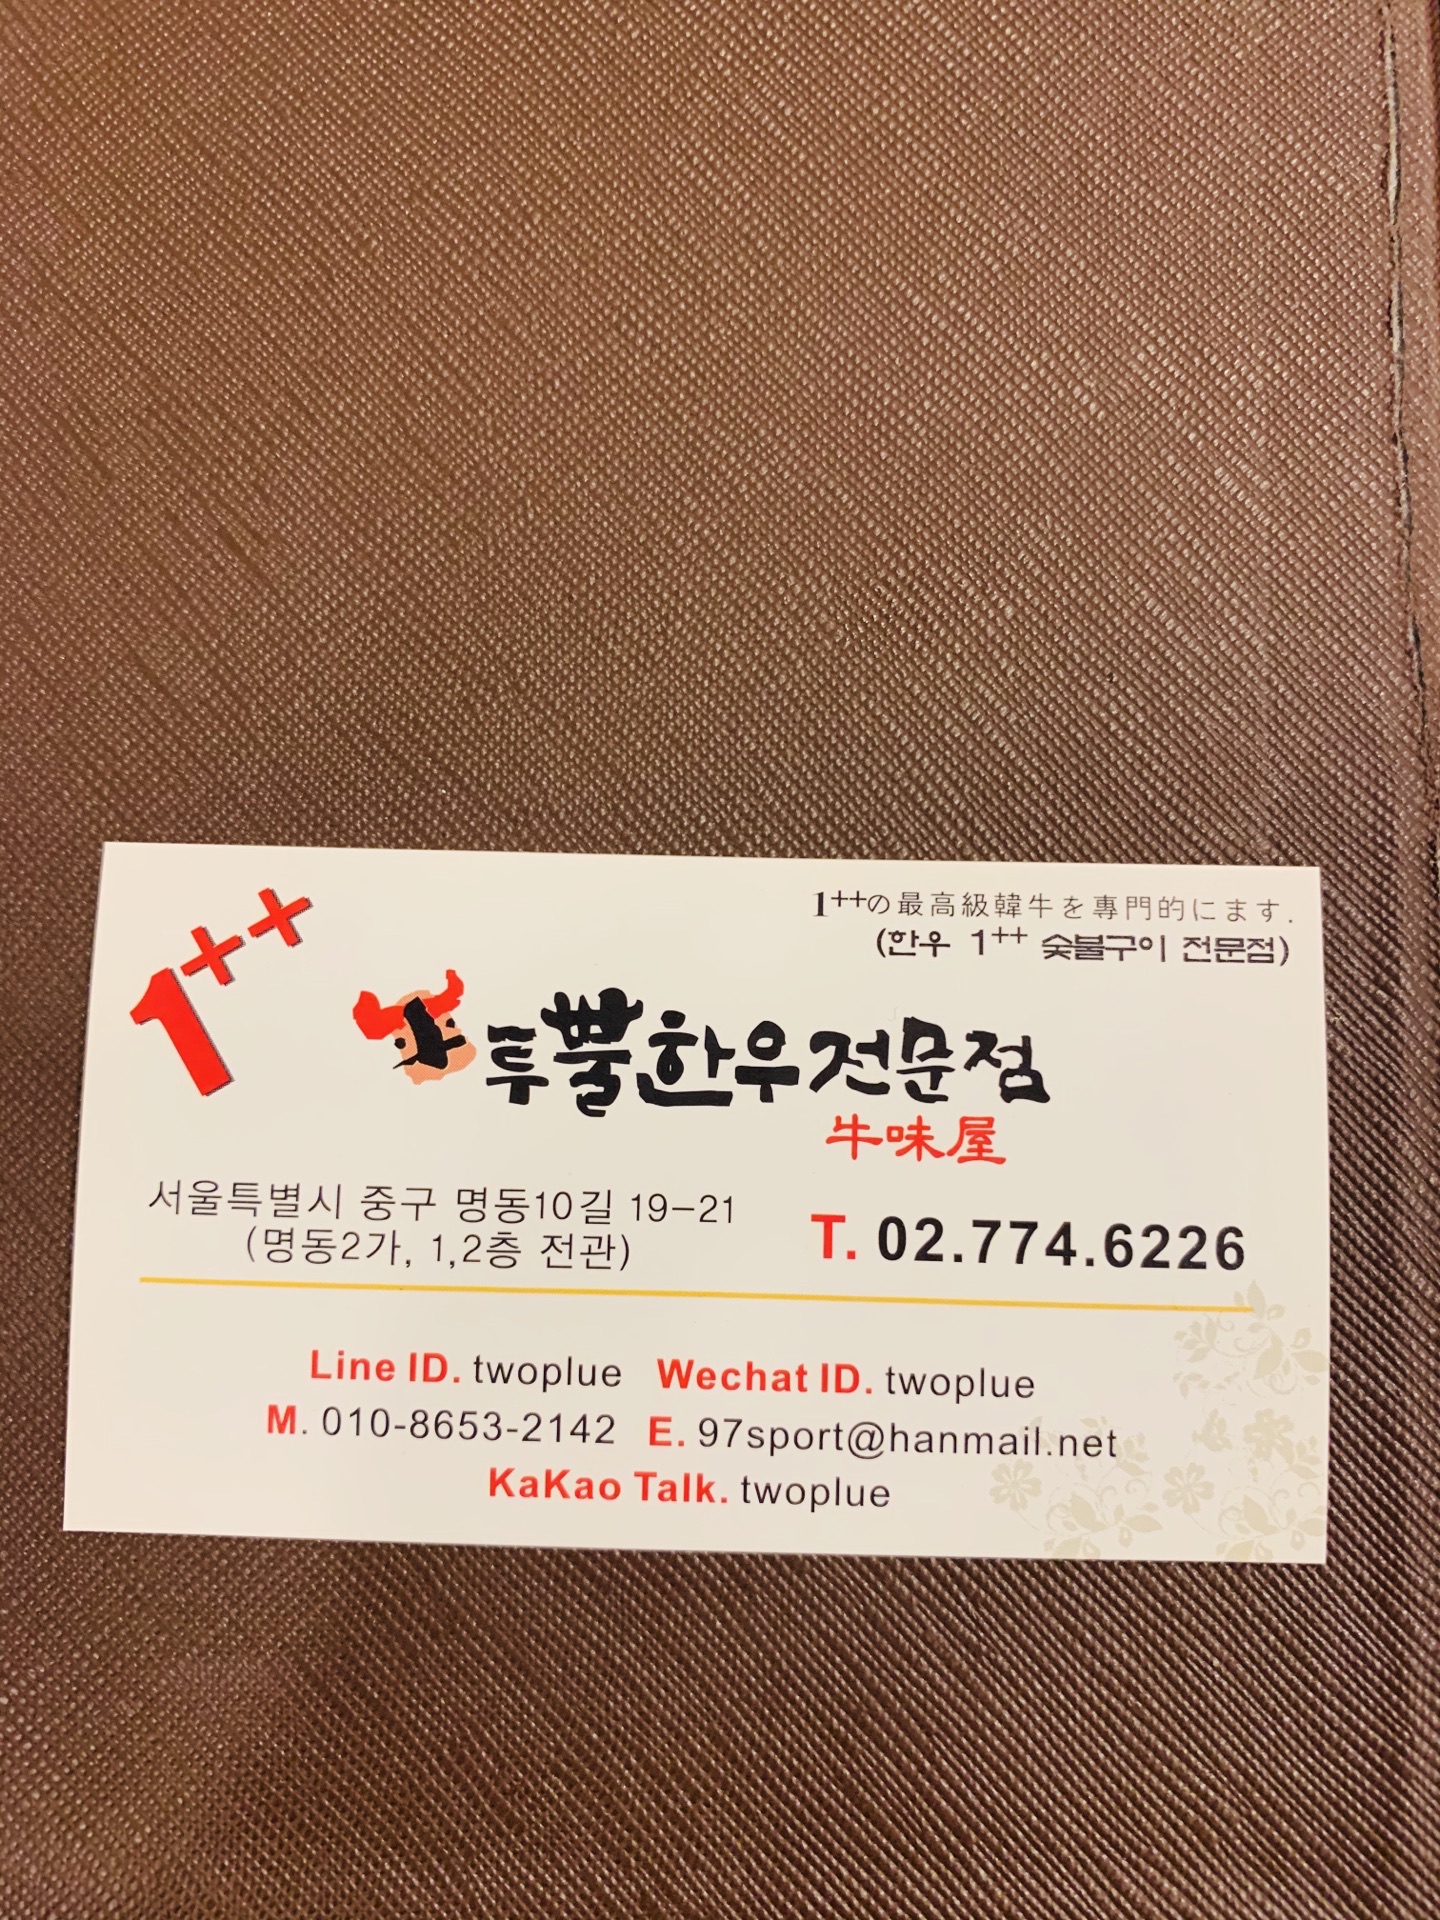 1++
1++の最高級韓牛を専門的にます.
(한우 1++ 숯불구이 전문점)
투뿔한우전문점
牛味屋
서울특별시 중구 명동10길 19-21
(명동2가, 1,2층 전관)
T. 02.774.6226
Line ID. twoplue Wechat ID. twoplue
M. 010-8653-2142 E. 97sport@hanmail.net
KaKao Talk. twoplue